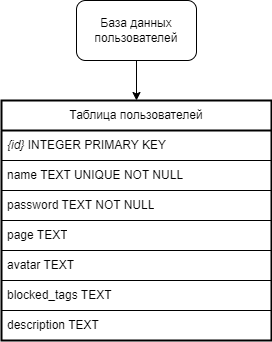 База данных
пользователей
Таблица пользователей
{id} INTEGER PRIMARY KEY
name TEXT UNIQUE NOT NULL
password TEXT NOT NULL
page TEXT
avatar TEXT
blocked_tags TEXT
description TEXT